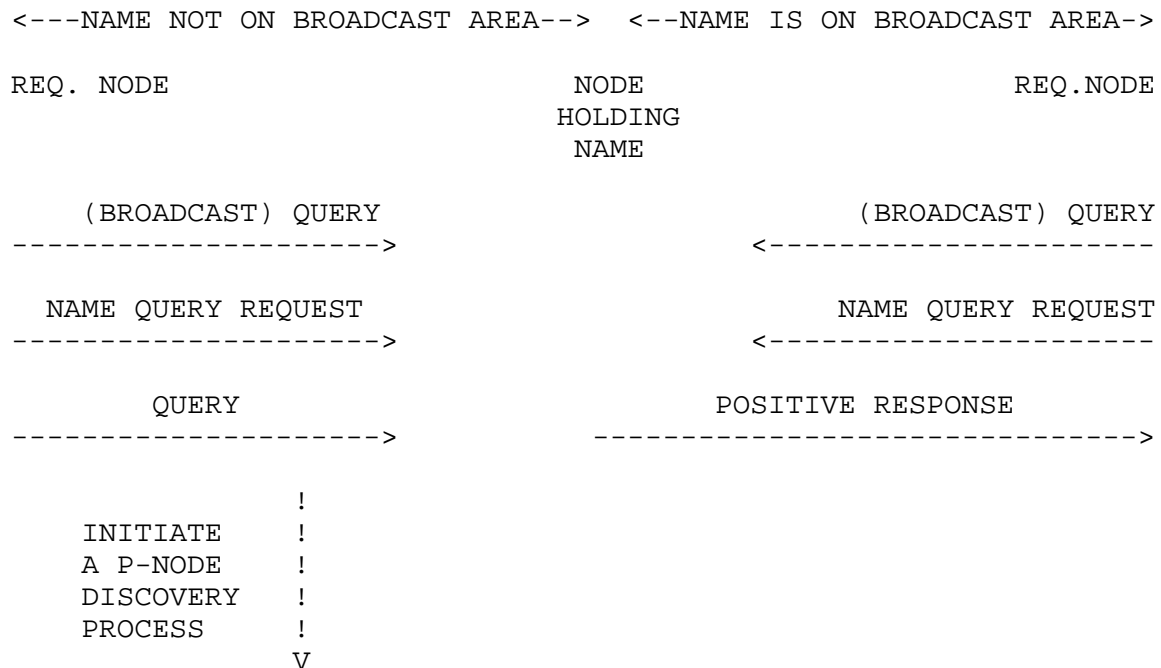 <---NAME NOT ON BROADCAST AREA--> <--NAME IS ON BROADCAST AREA->
REQ. NODE NODE REQ.NODE
HOLDING
NAME
(BROADCAST) QUERY (BROADCAST) QUERY
---------------------> <----------------------
NAME QUERY REQUEST NAME QUERY REQUEST
---------------------> <----------------------
QUERY POSITIVE RESPONSE
---------------------> ------------------------------->
!
INITIATE !
A P-NODE !
DISCOVERY !
PROCESS !
V